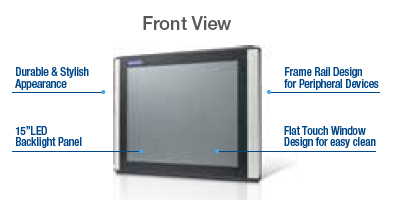 Front View
Durable & Stylish
Appearance
Frame Rail Design
for Peripheral Devices
15"LED
Backlight Panel
Flat Touch Window
Design for easy clean